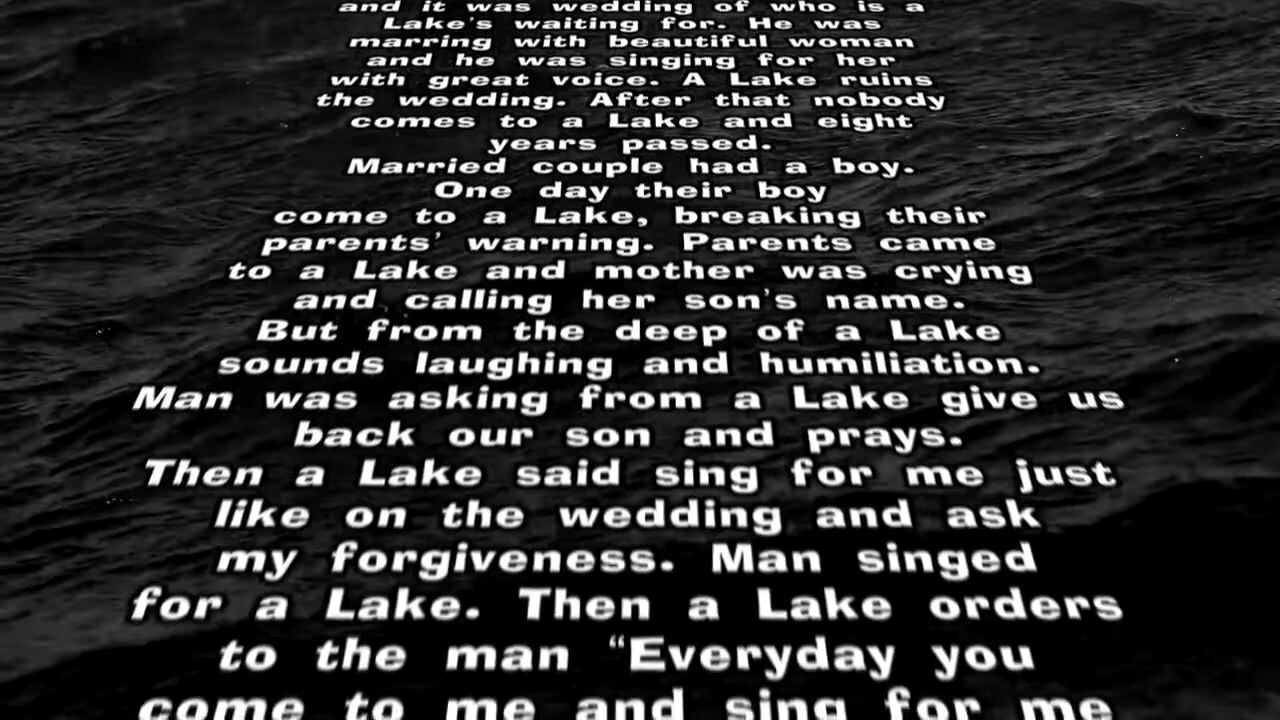 and it was wedding of who is a
Lake's waiting for. He was
marring with beautiful woman
and he was singing for her
with great voice. A Lake ruins
the wedding. After that nobody
comes to a Lake and eight
years passed.
Married couple had a boy.
One day their boy
come to a Lake, breaking their
parents' warning. Parents came
to a Lake and mother was crying
and calling her son's name.
But from the deep of a Lake
sounds laughing and humiliation.
Man was asking from a Lake give us
back our son and prays.
Then a Lake said sing for me just
like on the wedding and ask
my forgiveness. Man singed
for a Lake. Then a Lake orders
to the man “Everyday you
come to me and sing for me